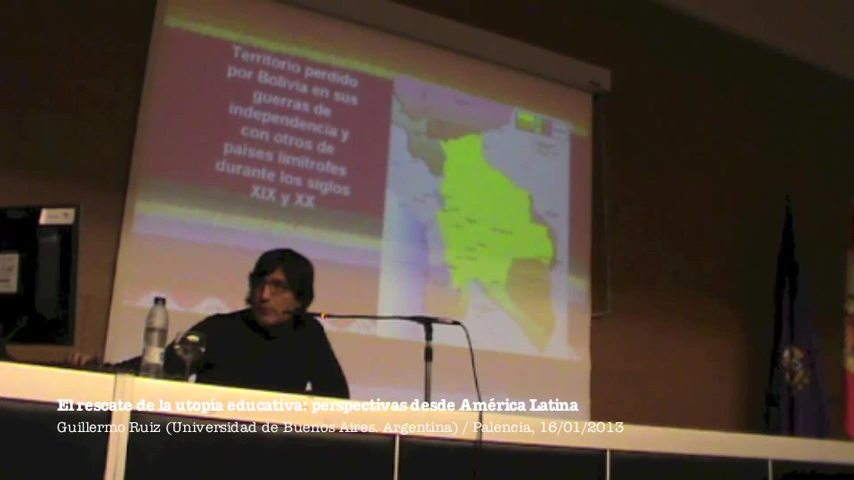 Territorio perdido
por Bolivia en sus
guerras de
independencia y
con otros de
países limítrofes
durante los siglos
XIX y XX
El rescate de la utopía educativa: perspectivas desde América Latina
Guillermo Ruiz (Universidad de Buenos Aires. Argentina) / Palencia, 16/01/2013